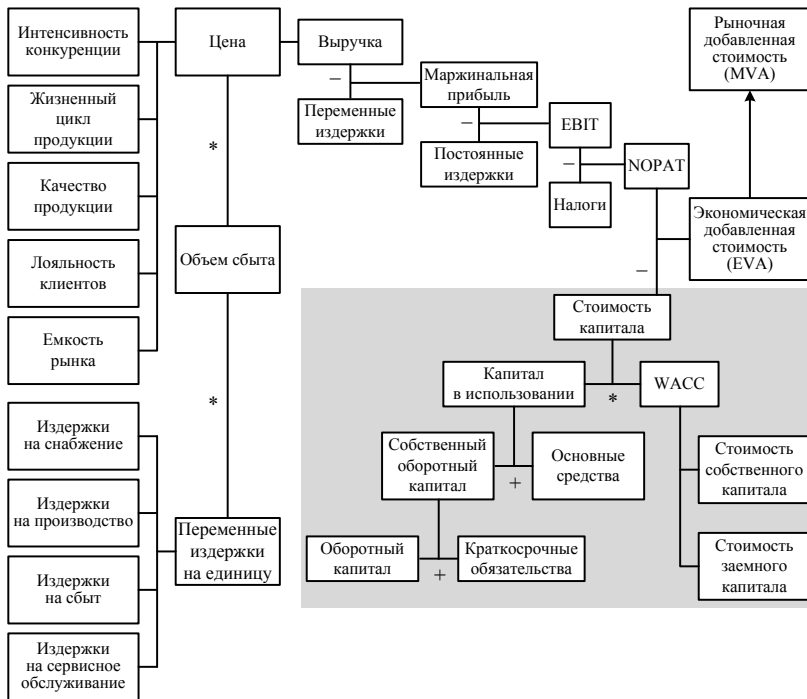 Интенсивность
конкуренции
Жизненный
цикл
продукции
Качество
продукции
Лояльность
клиентов
Емкость
рынка
Издержки
на снабжение
Издержки
на производство
Издержки
на сбыт
Издержки
на сервисное
обслуживание
Цена
*
Объем сбыта
*
Переменные
издержки
на единицу
Выручка
–
Переменные
издержки
Маржинальная
прибыль
–
Постоянные
издержки
EBIT
–
Налоги
NOPAT
–
Рыночная
добавленная
стоимость
(MVA)
Экономическая
добавленная
стоимость
(EVA)
Стоимость
капитала
Капитал
в использовании
*
WACC
Собственный
оборотный
капитал
+
Основные
средства
Оборотный
капитал
+
Краткосрочные
обязательства
Стоимость
собственного
капитала
Стоимость
заемного
капитала